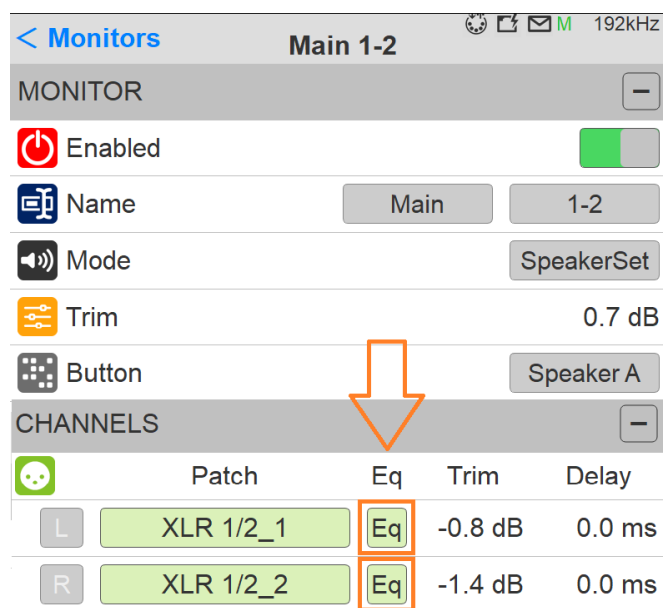 < Monitors Main 1-2 M 192kHz
MONITOR −
Enabled
Name Main 1-2
Mode SpeakerSet
Trim 0.7 dB
Button Speaker A
CHANNELS −
Patch Eq Trim Delay
L XLR 1/2_1 Eq -0.8 dB 0.0 ms
R XLR 1/2_2 Eq -1.4 dB 0.0 ms